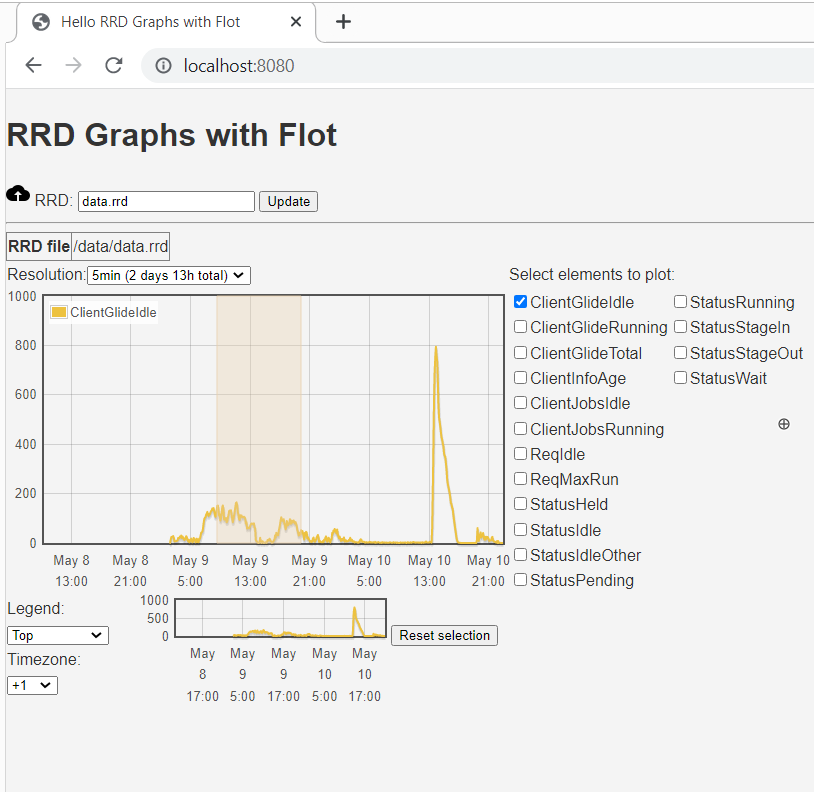 Hello RRD Graphs with Flot
localhost:8080
RRD Graphs with Flot
RRD: data.rrd Update
RRD file /data/data.rrd
Resolution: 5min (2 days 13h total)
1000
800
600
400
200
0
ClientGlideIdle
May 8 May 8 May 9 May 9 May 9 May 10 May 10 May 10
13:00 21:00 5:00 13:00 21:00 5:00 13:00 21:00
Select elements to plot:
ClientGlideIdle StatusRunning
ClientGlideRunning StatusStageIn
ClientGlideTotal StatusStageOut
ClientInfoAge StatusWait
ClientJobsIdle
ClientJobsRunning
ReqIdle
ReqMaxRun
StatusHeld
StatusIdle
StatusIdleOther
StatusPending
Legend:
Top
Timezone:
+1
1000
500
0
May May May May May
8 9 9 10 10
17:00 5:00 17:00 5:00 17:00
Reset selection